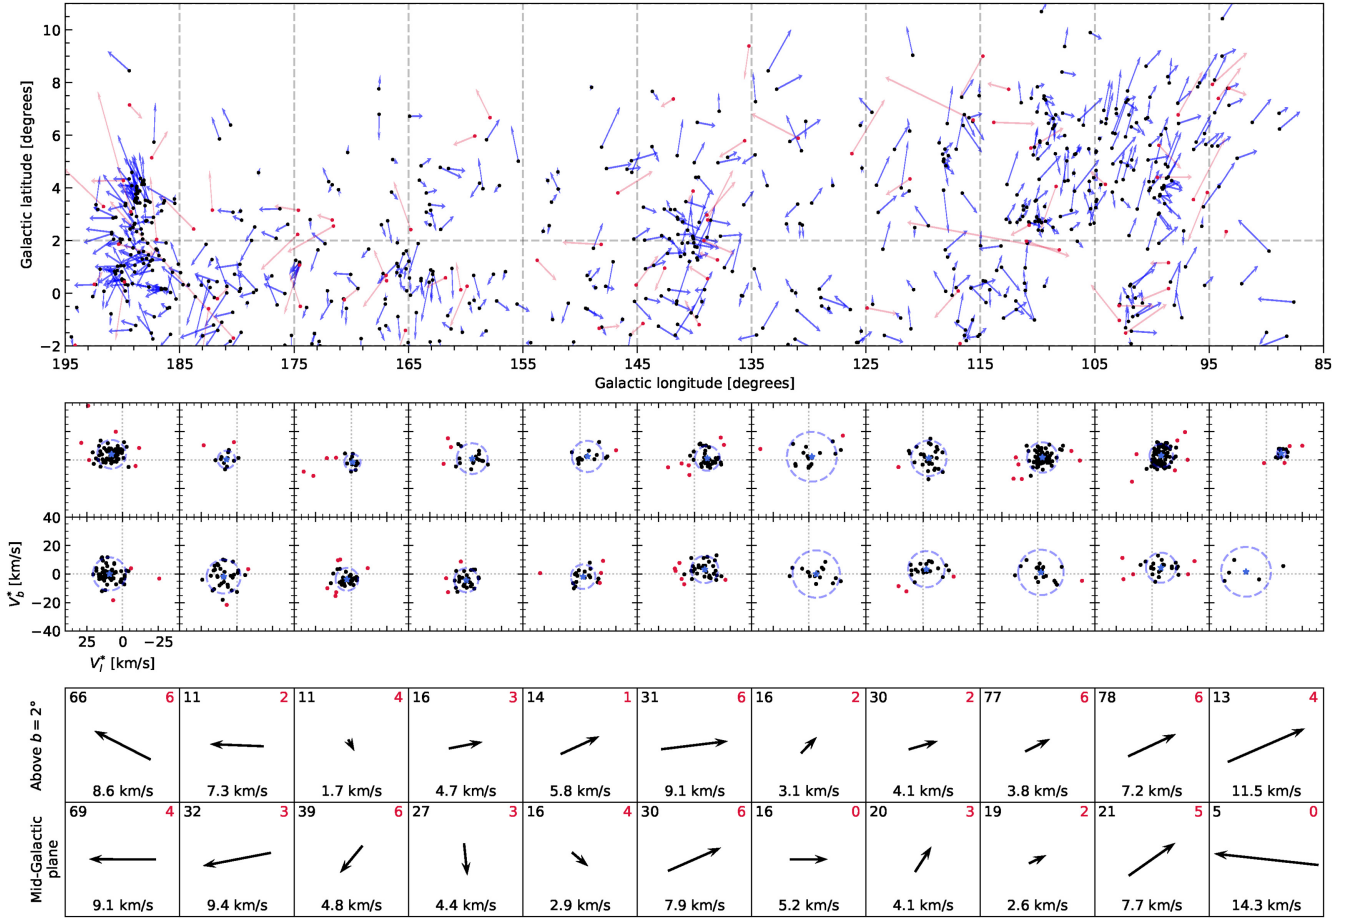 10
8
6
4
2
0
−2
Galactic latitude [degrees]
195 185 175 165 155 145 135 125 115 105 95 85
Galactic longitude [degrees]
40
20
0
−20
−40
V_b^* [km/s]
25 0 −25
V_l^* [km/s]
Above b = 2°
66 6 11 2 11 4 16 3 14 1 31 6 16 2 30 2 77 6 78 6 13 4
8.6 km/s 7.3 km/s 1.7 km/s 4.7 km/s 5.8 km/s 9.1 km/s 3.1 km/s 4.1 km/s 3.8 km/s 7.2 km/s 11.5 km/s
Mid-Galactic
plane
69 4 32 3 39 6 27 3 16 4 30 6 16 0 20 3 19 2 21 5 5 0
9.1 km/s 9.4 km/s 4.8 km/s 4.4 km/s 2.9 km/s 7.9 km/s 5.2 km/s 4.1 km/s 2.6 km/s 7.7 km/s 14.3 km/s